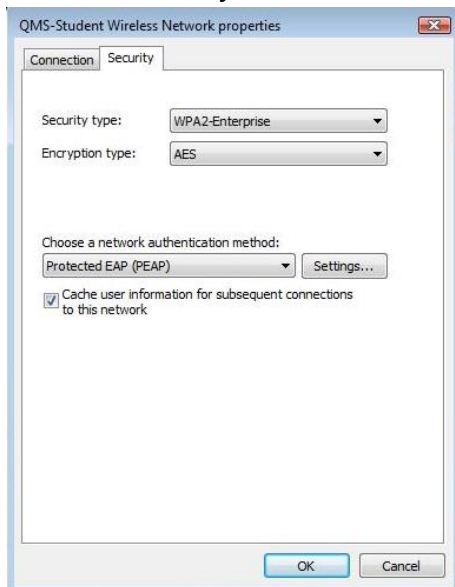 QMS-Student Wireless Network properties
Connection Security
Security type: WPA2-Enterprise
Encryption type: AES
Choose a network authentication method:
Protected EAP (PEAP) Settings...
Cache user information for subsequent connections
to this network
OK Cancel